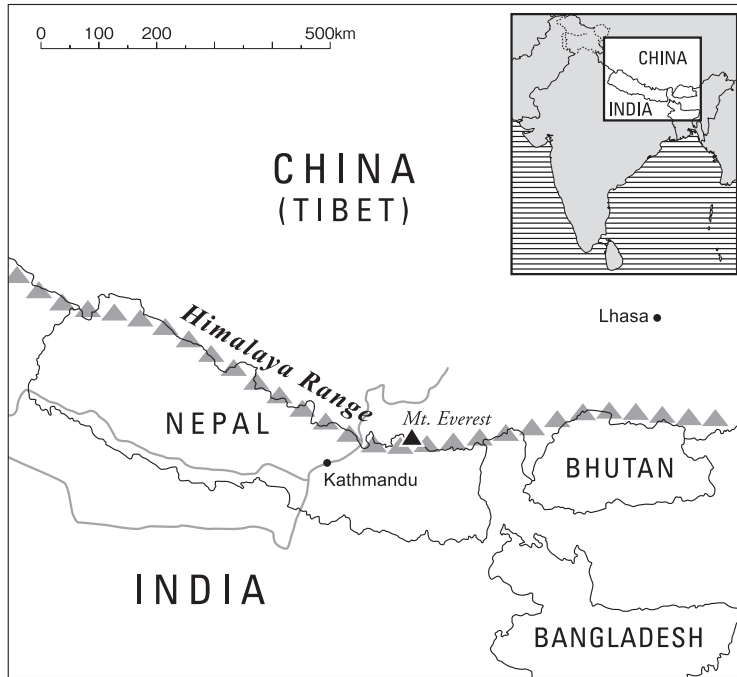 0 100 200 500km
CHINA
INDIA
CHINA
(TIBET)
Lhasa
Himalaya Range
Mt. Everest
NEPAL
Kathmandu
BHUTAN
INDIA
BANGLADESH